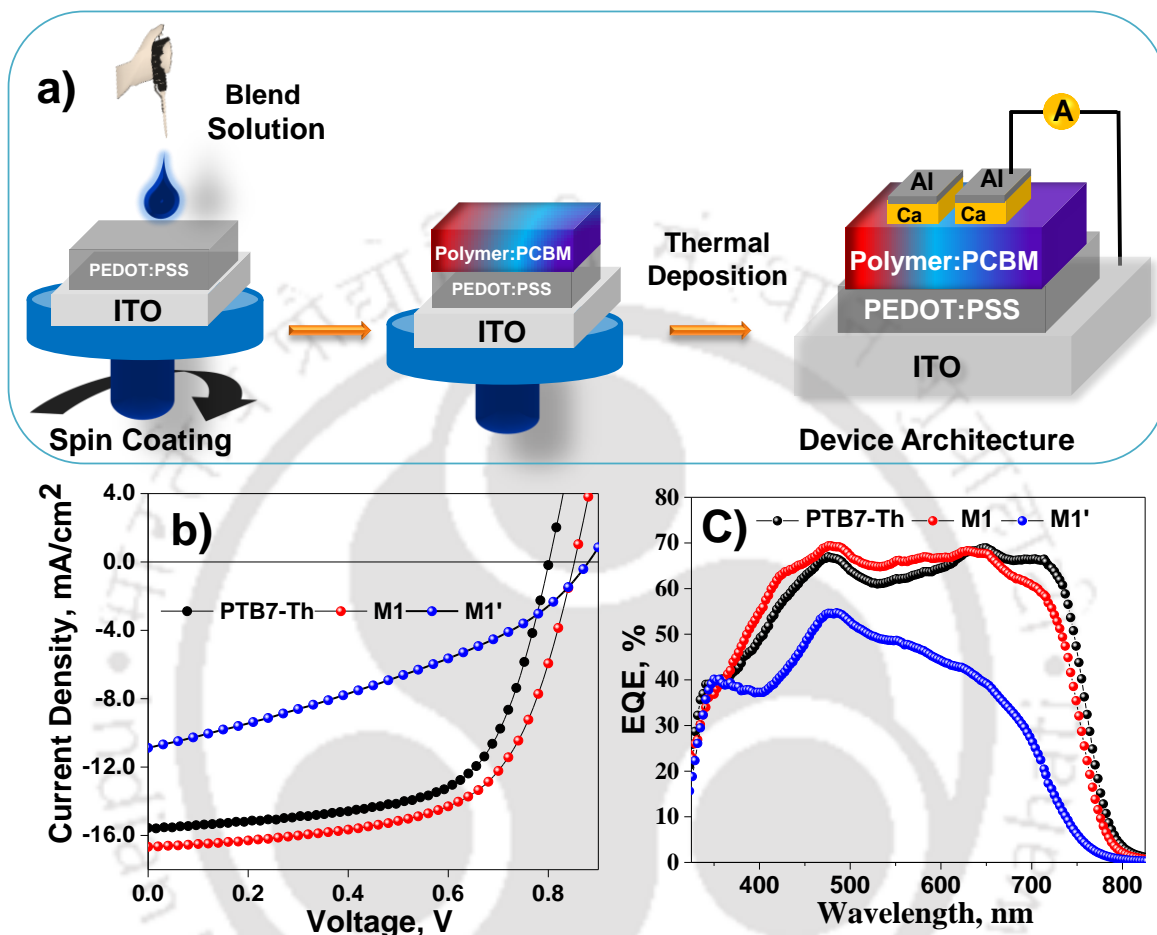 a)
Blend
Solution
PEDOT:PSS
ITO
Spin Coating
Polymer:PCBM
PEDOT:PSS
ITO
Thermal
Deposition
A
Al
Al
Ca
Ca
Polymer:PCBM
PEDOT:PSS
ITO
Device Architecture
b)
4.0
0.0
-4.0
-8.0
-12.0
-16.0
Current Density, mA/cm²
PTB7-Th
M1
M1'
0.0
0.2
0.4
0.6
0.8
Voltage, V
C)
80
70
60
50
40
30
20
10
0
EQE, %
PTB7-Th
M1
M1'
400
500
600
700
800
Wavelength, nm